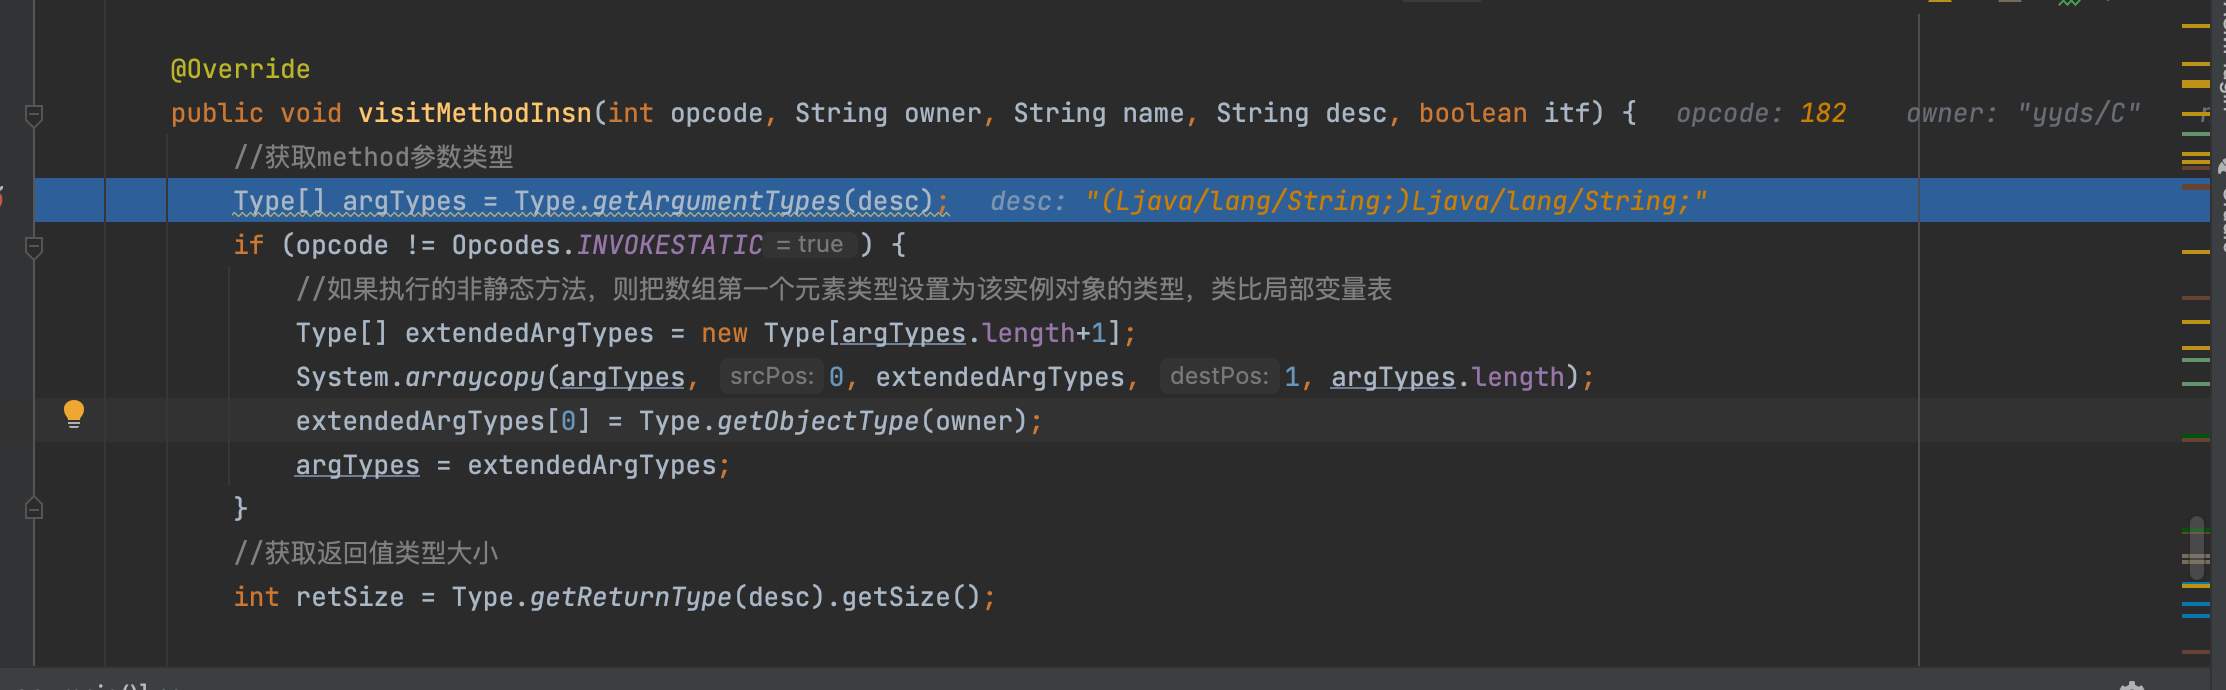 @Override
public void visitMethodInsn(int opcode, String owner, String name, String desc, boolean itf) { opcode: 182 owner: "yyds/C"
//获取method参数类型
Type[] argTypes = Type.getArgumentTypes(desc); desc: "(Ljava/lang/String;)Ljava/lang/String;"
if (opcode != Opcodes.INVOKESTATIC = true ) {
//如果执行的非静态方法，则把数组第一个元素类型设置为该实例对象的类型，类比局部变量表
Type[] extendedArgTypes = new Type[argTypes.length+1];
System.arraycopy(argTypes, srcPos: 0, extendedArgTypes, destPos: 1, argTypes.length);
extendedArgTypes[0] = Type.getObjectType(owner);
argTypes = extendedArgTypes;
}
//获取返回值类型大小
int retSize = Type.getReturnType(desc).getSize();